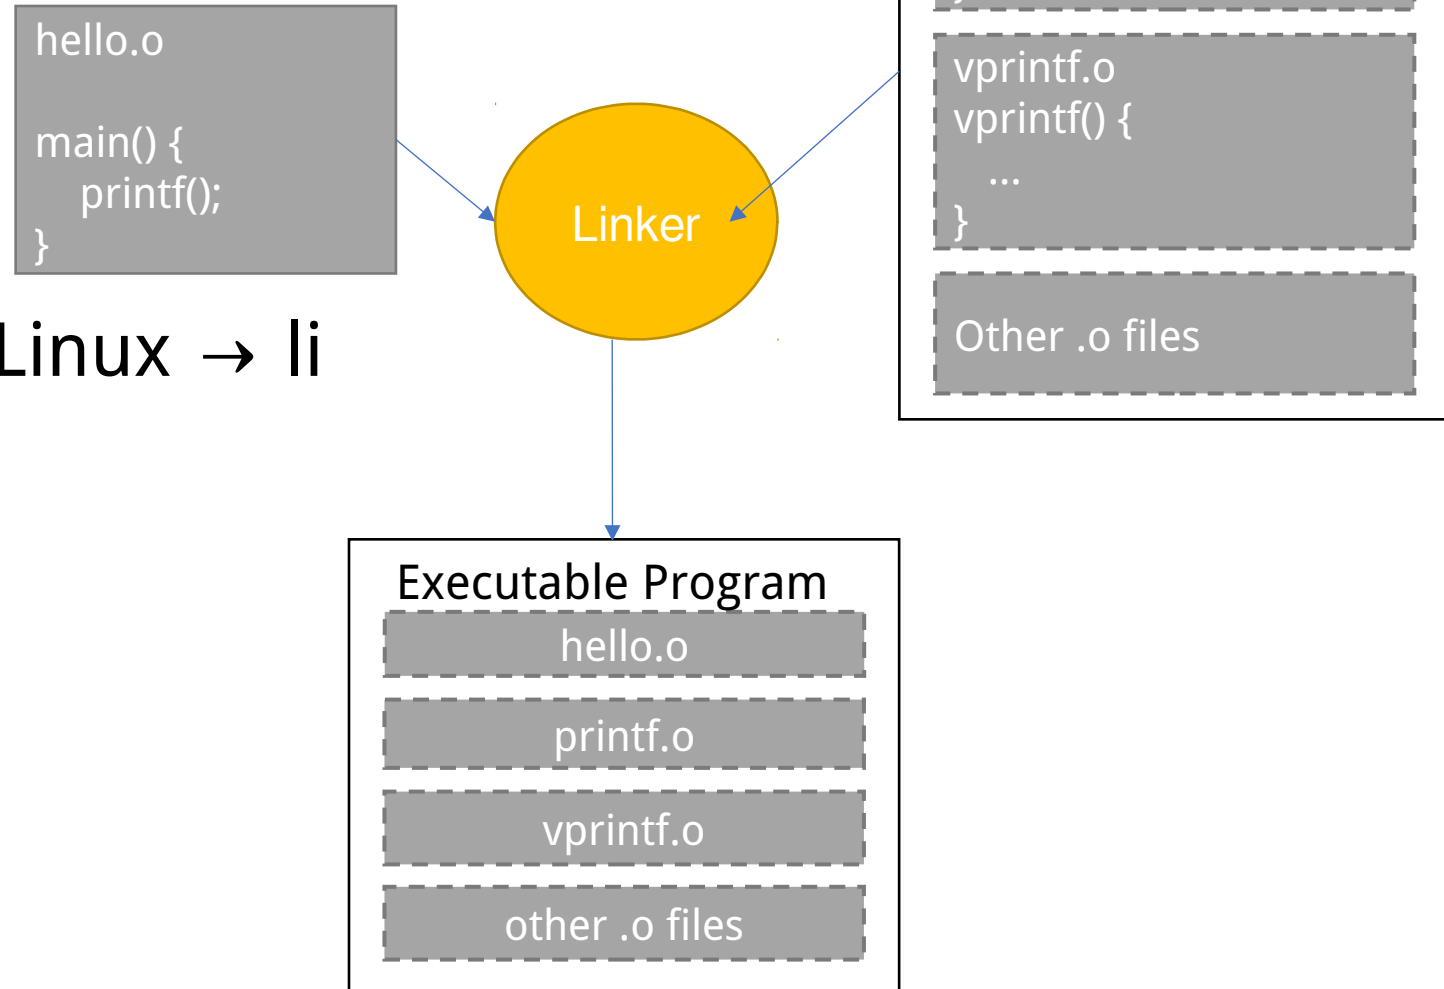 hello.o
main() {
printf();
}
Linux → li
Linker
}
vprintf.o
vprintf() {
...
}
Other .o files
Executable Program
hello.o
printf.o
vprintf.o
other .o files